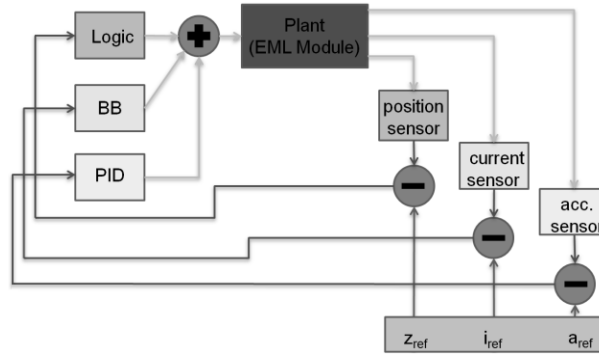 Logic
Plant
(EML Module)
BB
position
sensor
PID
current
sensor
acc.
sensor
z_ref i_ref a_ref